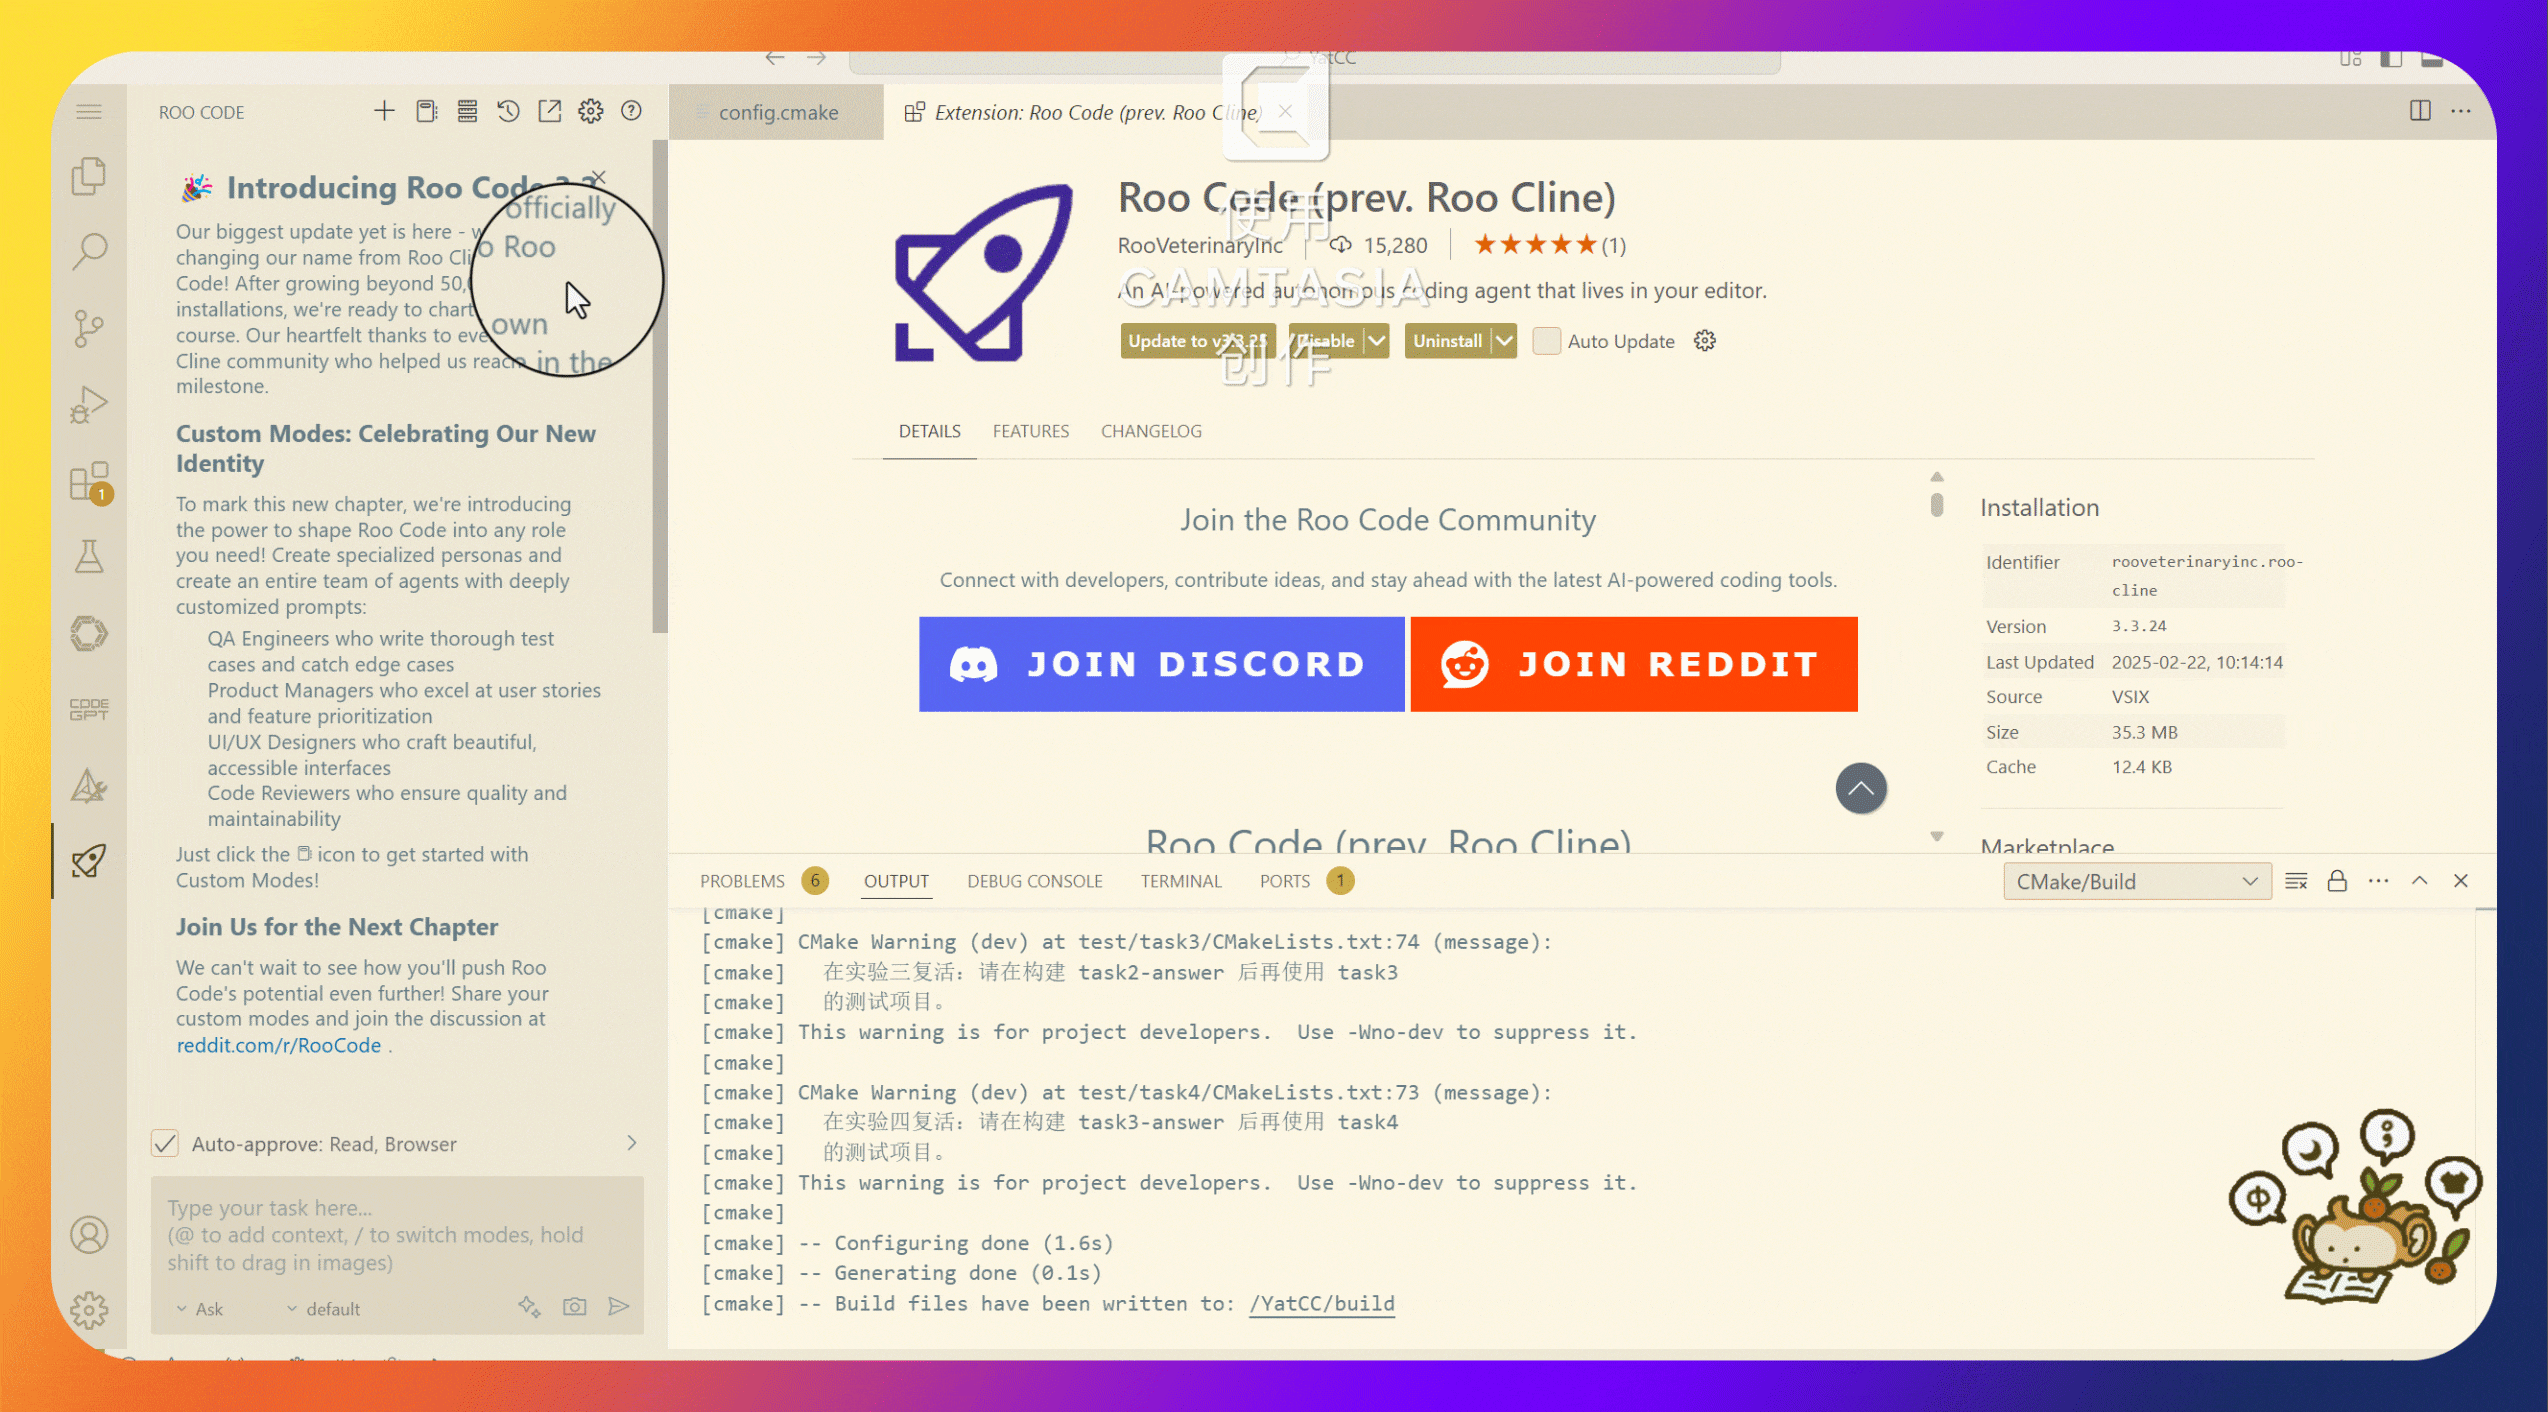 YatCC
ROO CODE
🎉 Introducing Roo Code 3.3
Our biggest update yet is here -
changing our name from Roo
Code! After growing beyond
installations, we're ready to chart
course. Our heartfelt thanks to
Cline community who helped us reach
milestone.
officially
o Roo
own
in the
Custom Modes: Celebrating Our New
Identity
To mark this new chapter, we're introducing
the power to shape Roo Code into any role
you need! Create specialized personas and
create an entire team of agents with deeply
customized prompts:
QA Engineers who write thorough test
cases and catch edge cases
Product Managers who excel at user stories
and feature prioritization
UI/UX Designers who craft beautiful,
accessible interfaces
Code Reviewers who ensure quality and
maintainability
Just click the icon to get started with
Custom Modes!
Join Us for the Next Chapter
We can't wait to see how you'll push Roo
Code's potential even further! Share your
custom modes and join the discussion at
reddit.com/r/RooCode .
Auto-approve: Read, Browser
Type your task here...
(@ to add context, / to switch modes, hold
shift to drag in images)
Ask default
1
CODE
GPT
config.cmake
Extension: Roo Code (prev. Roo Cline)
Roo Code (prev. Roo Cline)
RooVeterinaryInc 15,280 ★★★★★(1)
An AI-powered autonomous coding agent that lives in your editor.
Update to v3.3.25 Disable Uninstall Auto Update
使用
CAMTASIA
创作
DETAILS FEATURES CHANGELOG
Join the Roo Code Community
Connect with developers, contribute ideas, and stay ahead with the latest AI-powered coding tools.
JOIN DISCORD JOIN REDDIT
Roo Code (prev. Roo Cline)
Installation
Identifier rooveterinaryinc.roo-
cline
Version 3.3.24
Last Updated 2025-02-22, 10:14:14
Source VSIX
Size 35.3 MB
Cache 12.4 KB
Marketplace
PROBLEMS 6 OUTPUT DEBUG CONSOLE TERMINAL PORTS 1
CMake/Build
[cmake]
[cmake] CMake Warning (dev) at test/task3/CMakeLists.txt:74 (message):
[cmake] 在实验三复活：请在构建 task2-answer 后再使用 task3
[cmake] 的测试项目。
[cmake] This warning is for project developers. Use -Wno-dev to suppress it.
[cmake]
[cmake] CMake Warning (dev) at test/task4/CMakeLists.txt:73 (message):
[cmake] 在实验四复活：请在构建 task3-answer 后再使用 task4
[cmake] 的测试项目。
[cmake] This warning is for project developers. Use -Wno-dev to suppress it.
[cmake]
[cmake] -- Configuring done (1.6s)
[cmake] -- Generating done (0.1s)
[cmake] -- Build files have been written to: /YatCC/build